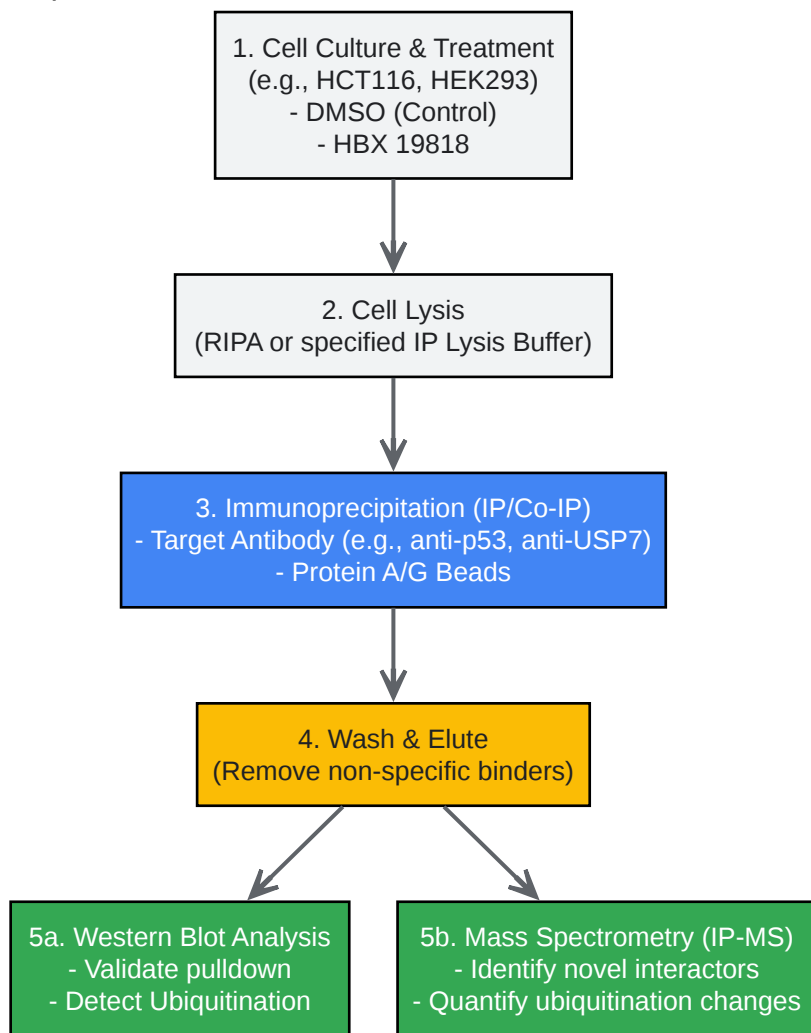 1. Cell Culture & Treatment
(e.g., HCT116, HEK293)
- DMSO (Control)
- HBX 19818
2. Cell Lysis
(RIPA or specified IP Lysis Buffer)
3. Immunoprecipitation (IP/Co-IP)
- Target Antibody (e.g., anti-p53, anti-USP7)
- Protein A/G Beads
4. Wash & Elute
(Remove non-specific binders)
5a. Western Blot Analysis
- Validate pulldown
- Detect Ubiquitination
5b. Mass Spectrometry (IP-MS)
- Identify novel interactors
- Quantify ubiquitination changes